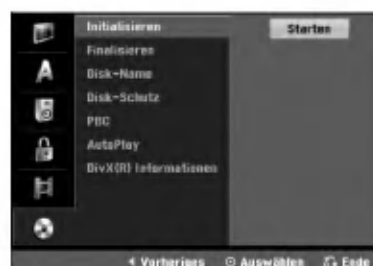 Initialisieren
Starten
Finalisieren
Disk-Name
Disk-Schutz
PBC
AutoPlay
DivX(R) Informationen
Vorheriges Auswählen Ende